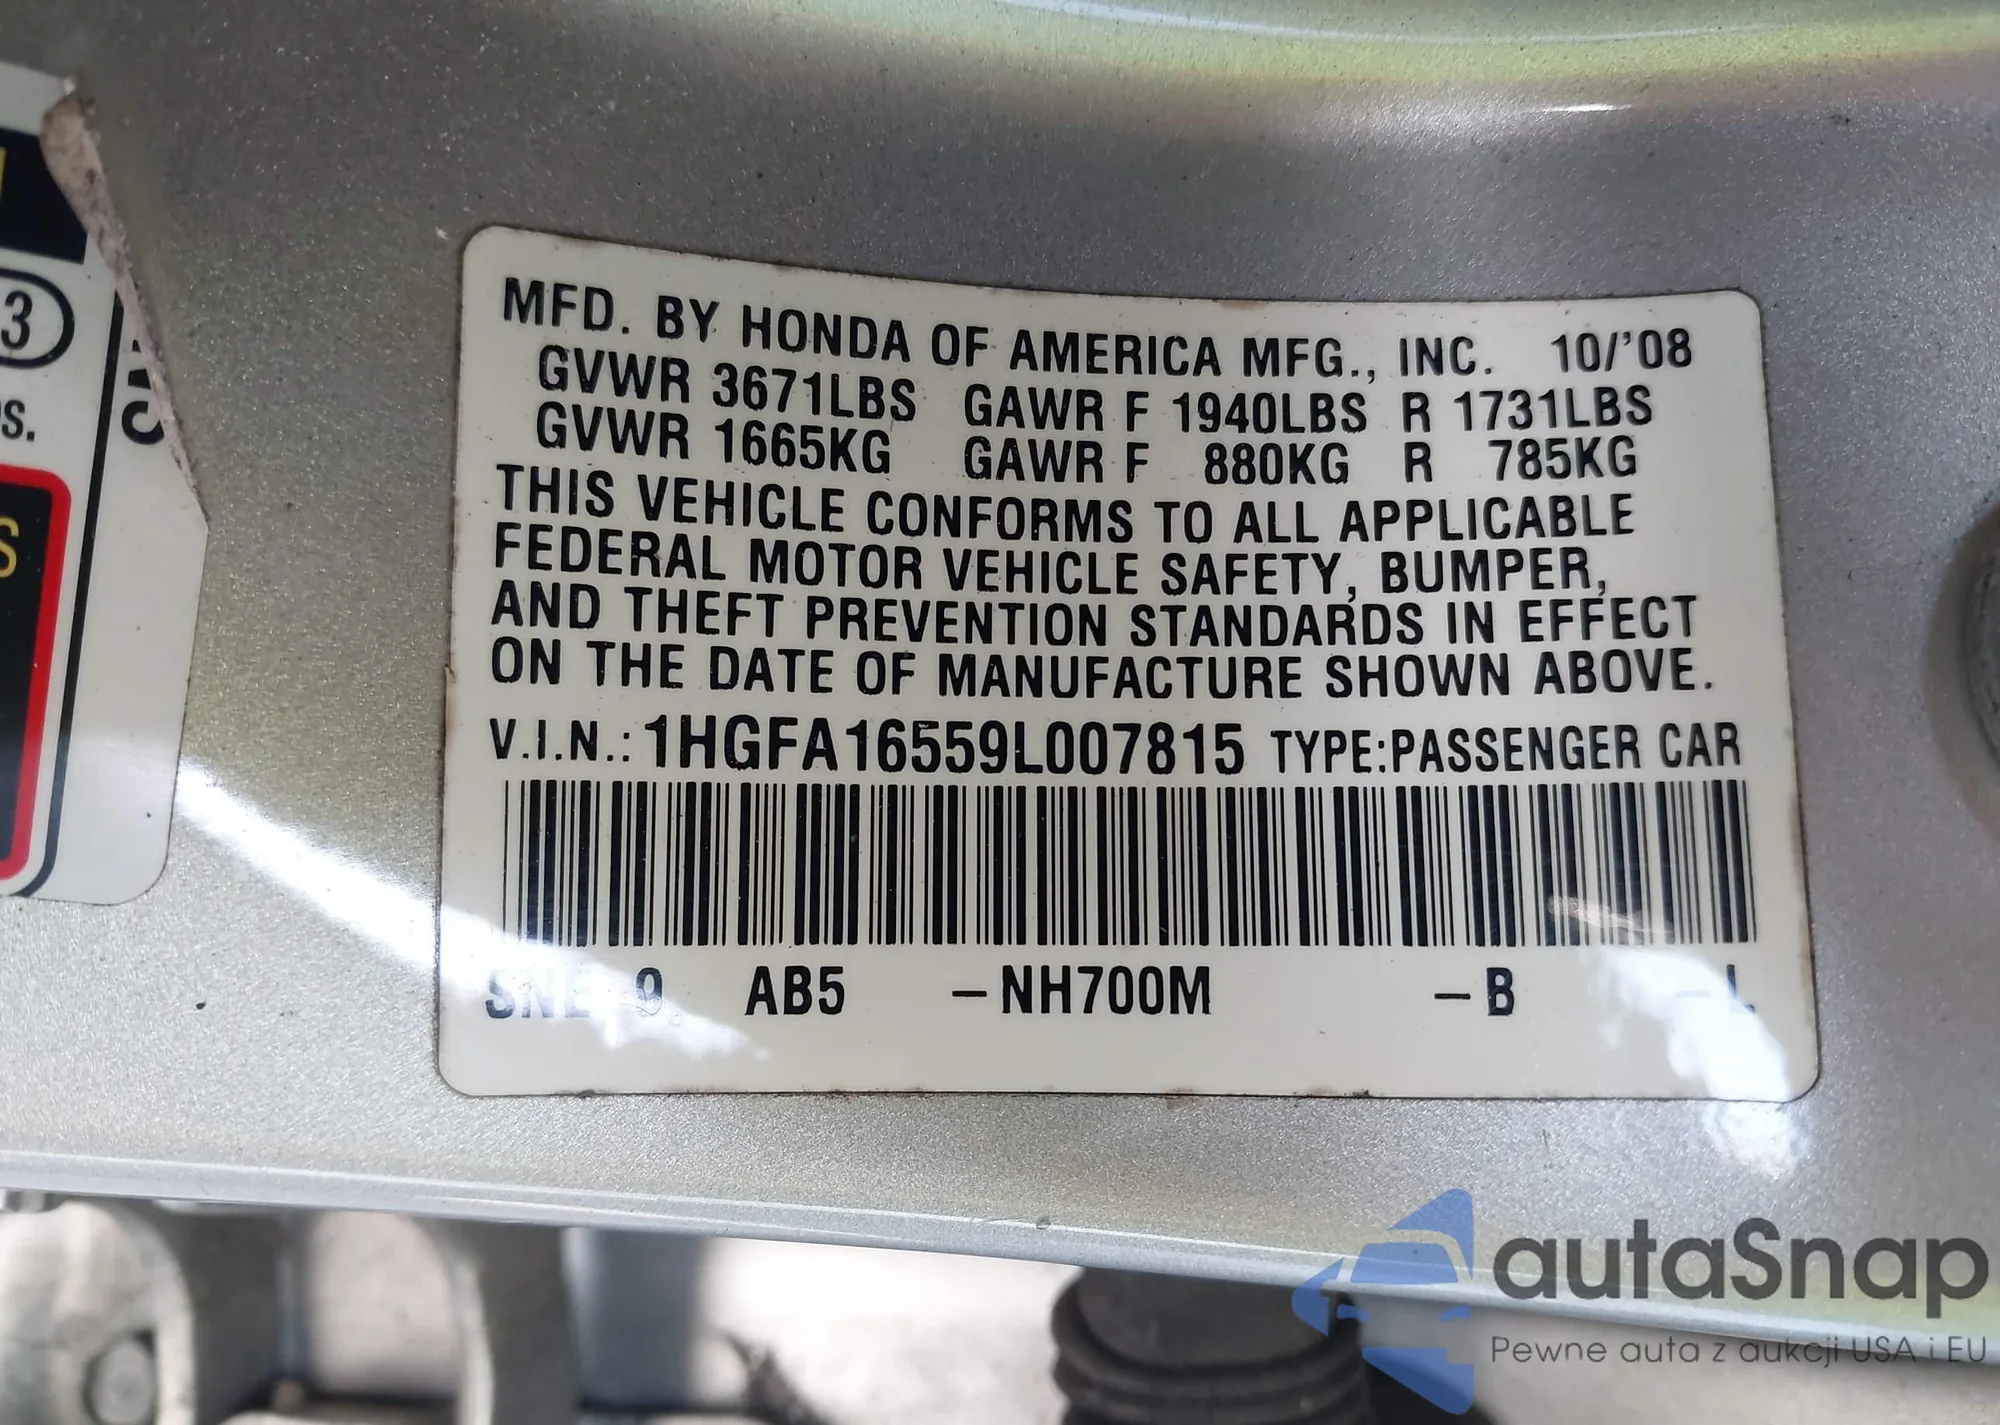 3
S.
S
MFD. BY HONDA OF AMERICA MFG., INC. 10/'08
GVWR 3671LBS GAWR F 1940LBS R 1731LBS
GVWR 1665KG GAWR F 880KG R 785KG
THIS VEHICLE CONFORMS TO ALL APPLICABLE
FEDERAL MOTOR VEHICLE SAFETY, BUMPER,
AND THEFT PREVENTION STANDARDS IN EFFECT
ON THE DATE OF MANUFACTURE SHOWN ABOVE.
V.I.N.: 1HGFA16559L007815 TYPE:PASSENGER CAR
AB5 -NH700M -B
autaSnap
Pewne auta z aukcji USA i EU